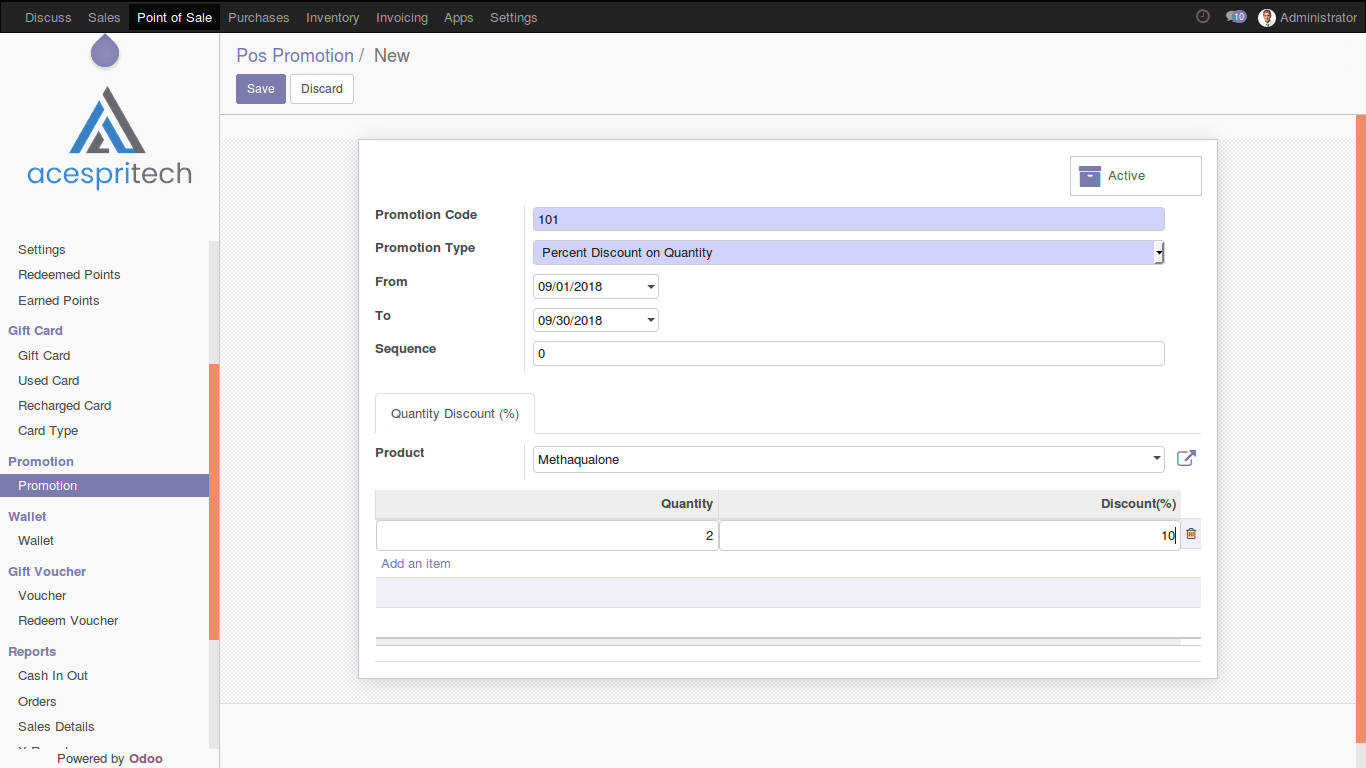 Discuss Sales Point of Sale Purchases Inventory Invoicing Apps Settings 10 Administrator
Pos Promotion / New
Save Discard
acespritech
Settings
Redeemed Points
Earned Points
Gift Card
Gift Card
Used Card
Recharged Card
Card Type
Promotion
Promotion
Wallet
Wallet
Gift Voucher
Voucher
Redeem Voucher
Reports
Cash In Out
Orders
Sales Details
Powered by Odoo
Active
Promotion Code 101
Promotion Type Percent Discount on Quantity
From 09/01/2018
To 09/30/2018
Sequence 0
Quantity Discount (%)
Product Methaqualone
Quantity Discount(%)
2 10
Add an item